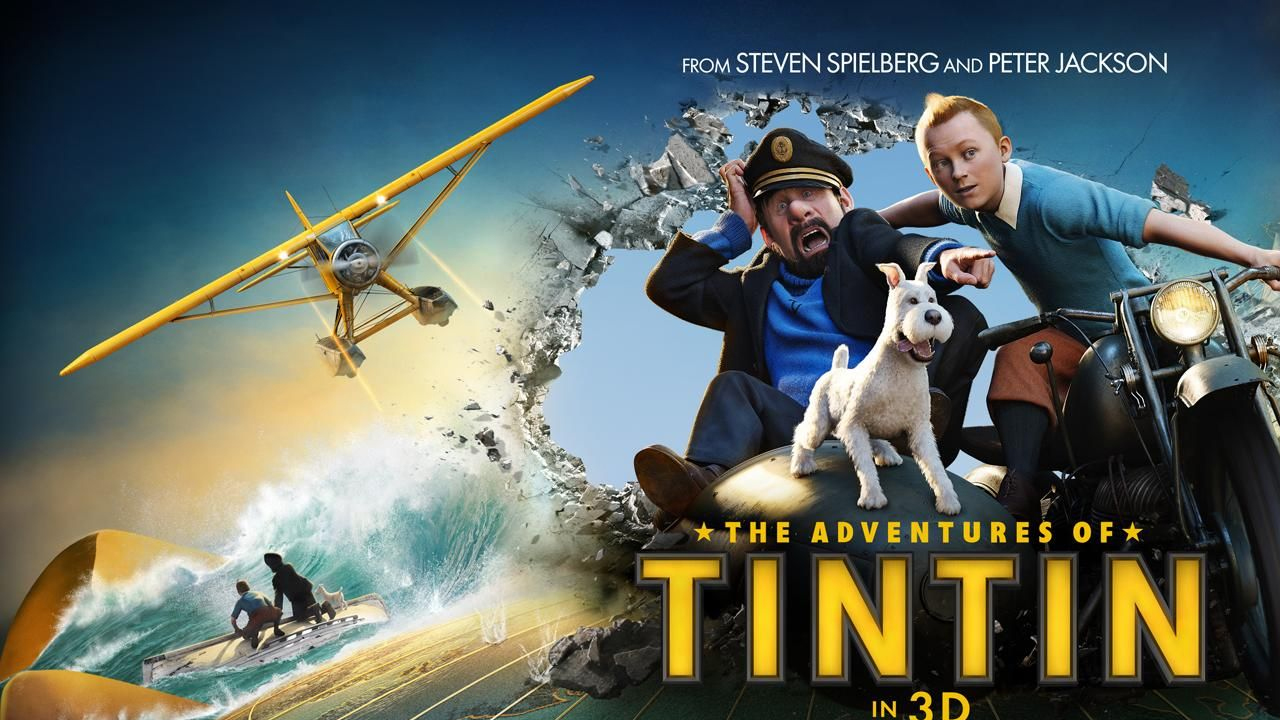 FROM STEVEN SPIELBERG AND PETER JACKSON
★THE ADVENTURES OF★
TINTIN
IN 3D